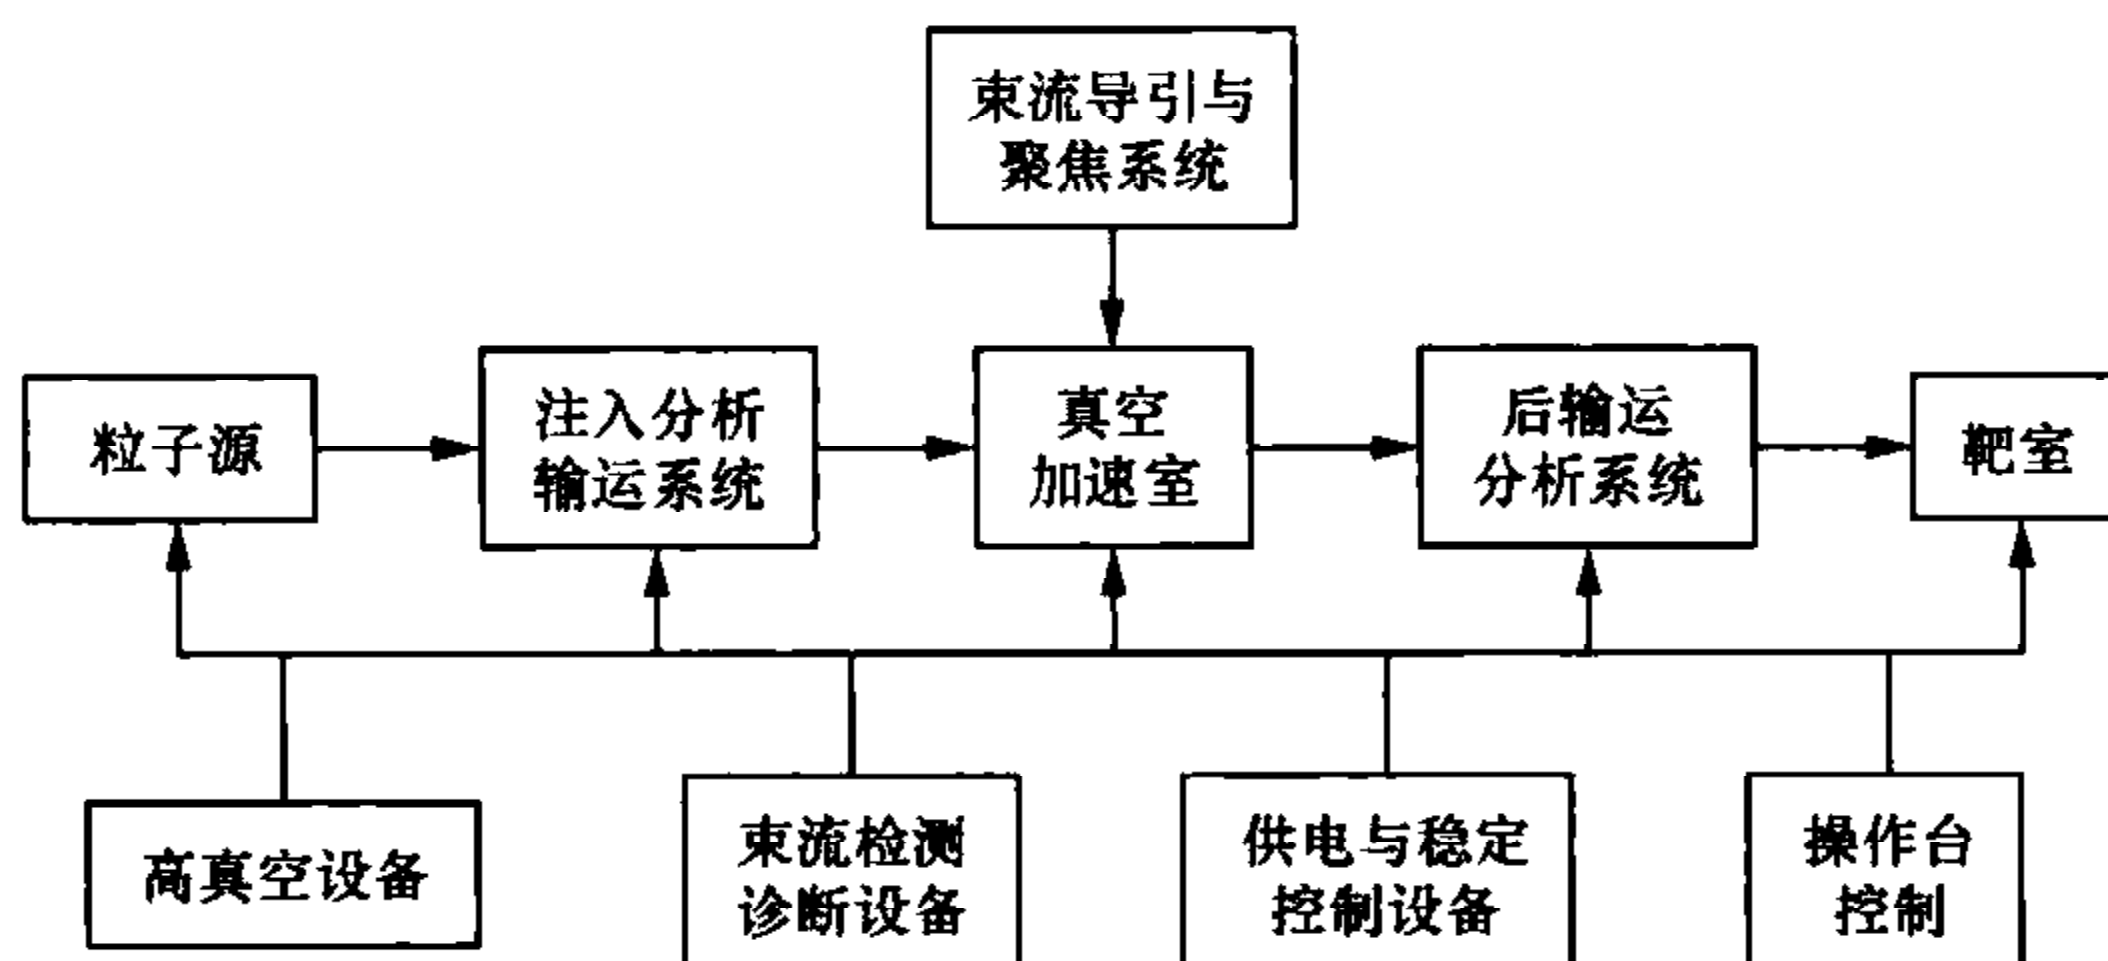 束流导引与
聚焦系统
粒子源
注入分析
输运系统
真空
加速室
后输运
分析系统
靶室
高真空设备
束流检测
诊断设备
供电与稳定
控制设备
操作台
控制